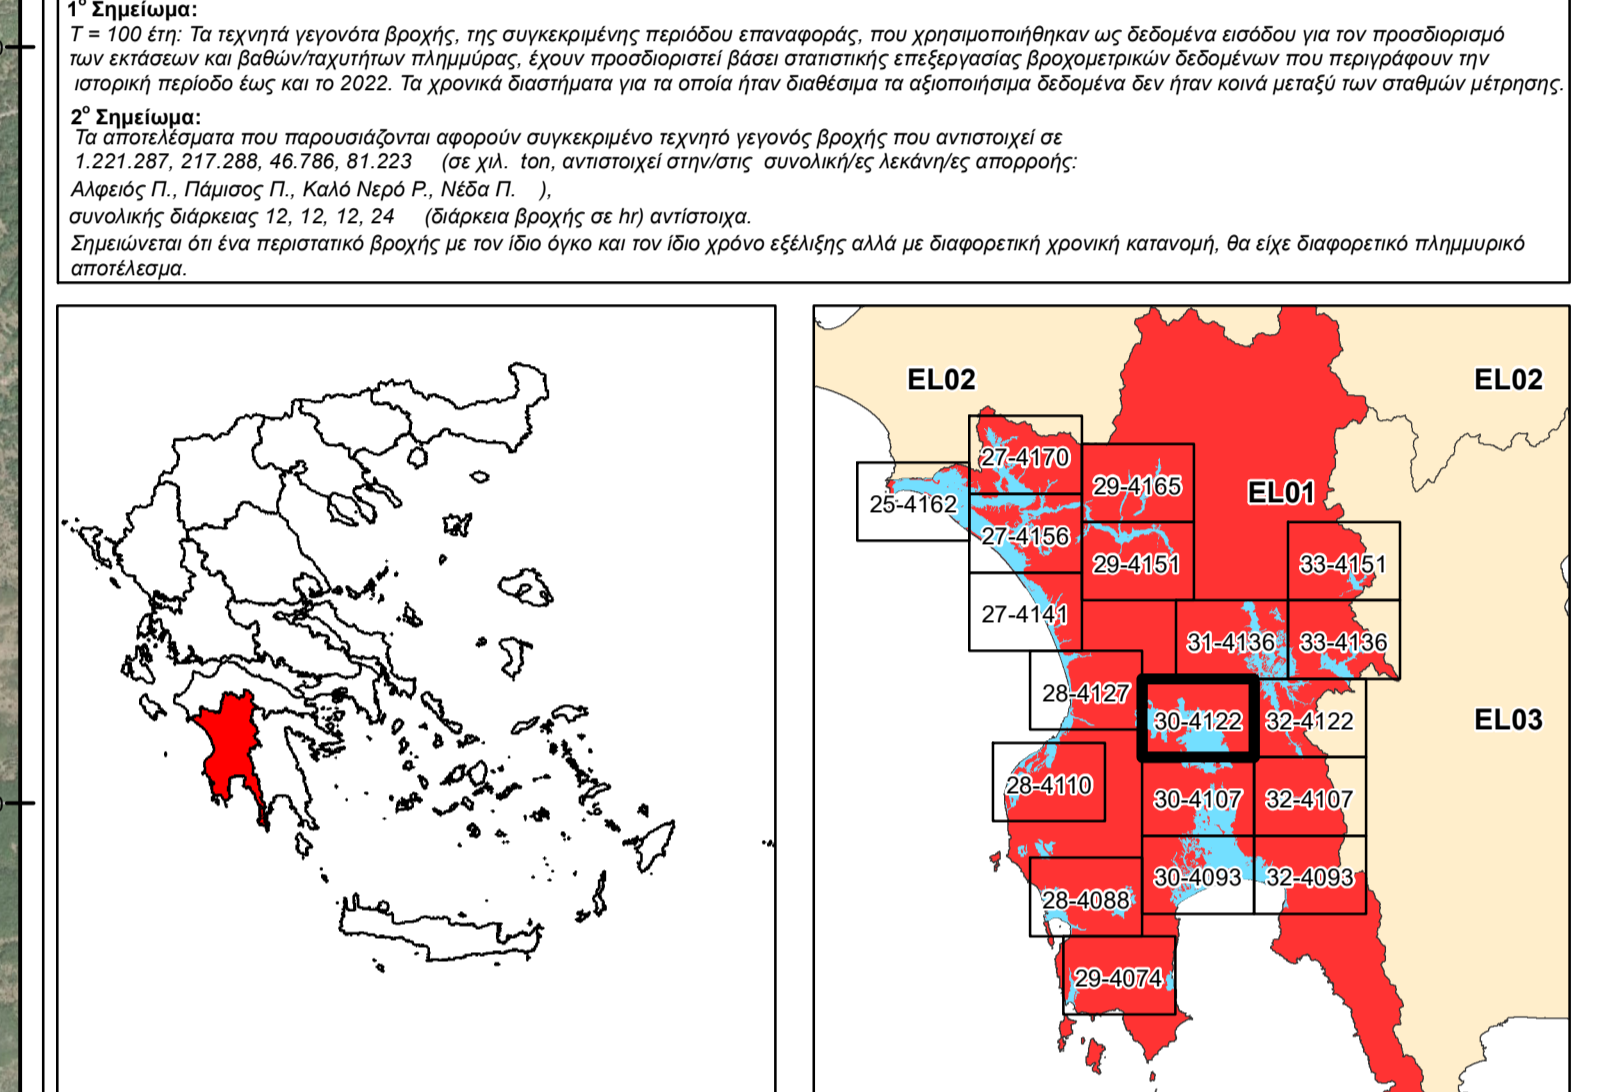 1ο Σημείωμα:
T = 100 έτη: Τα τεχνητά γεγονότα βροχής, της συγκεκριμένης περιόδου επαναφοράς, που χρησιμοποιήθηκαν ως δεδομένα εισόδου για τον προσδιορισμό
των εκτάσεων και βαθών/ταχυτήτων πλημμύρας, έχουν προσδιοριστεί βάσει στατιστικής επεξεργασίας βροχομετρικών δεδομένων που περιγράφουν την
ιστορική περίοδο έως και το 2022. Τα χρονικά διαστήματα για τα οποία ήταν διαθέσιμα τα αξιοποιήσιμα δεδομένα δεν ήταν κοινά μεταξύ των σταθμών μέτρησης.
2ο Σημείωμα:
Τα αποτελέσματα που παρουσιάζονται αφορούν συγκεκριμένο τεχνητό γεγονός βροχής που αντιστοιχεί σε
1.221.287, 217.288, 46.786, 81.223 (σε χιλ. ton, αντιστοιχεί στην/στις συνολική/ες λεκάνη/ες απορροής:
Αλφειός Π., Πάμισος Π., Καλό Νερό Ρ., Νέδα Π. ),
συνολικής διάρκειας 12, 12, 12, 24 (διάρκεια βροχής σε hr) αντίστοιχα.
Σημειώνεται ότι ένα περιστατικό βροχής με τον ίδιο όγκο και τον ίδιο χρόνο εξέλιξης αλλά με διαφορετική χρονική κατανομή, θα είχε διαφορετικό πλημμυρικό
αποτέλεσμα.
EL02
EL02
27-4170
29-4165
EL01
25-4162
27-4156
29-4151
33-4151
27-4141
31-4136
33-4136
28-4127
30-4122
32-4122
EL03
28-4110
30-4107
32-4107
30-4093
32-4093
28-4088
29-4074